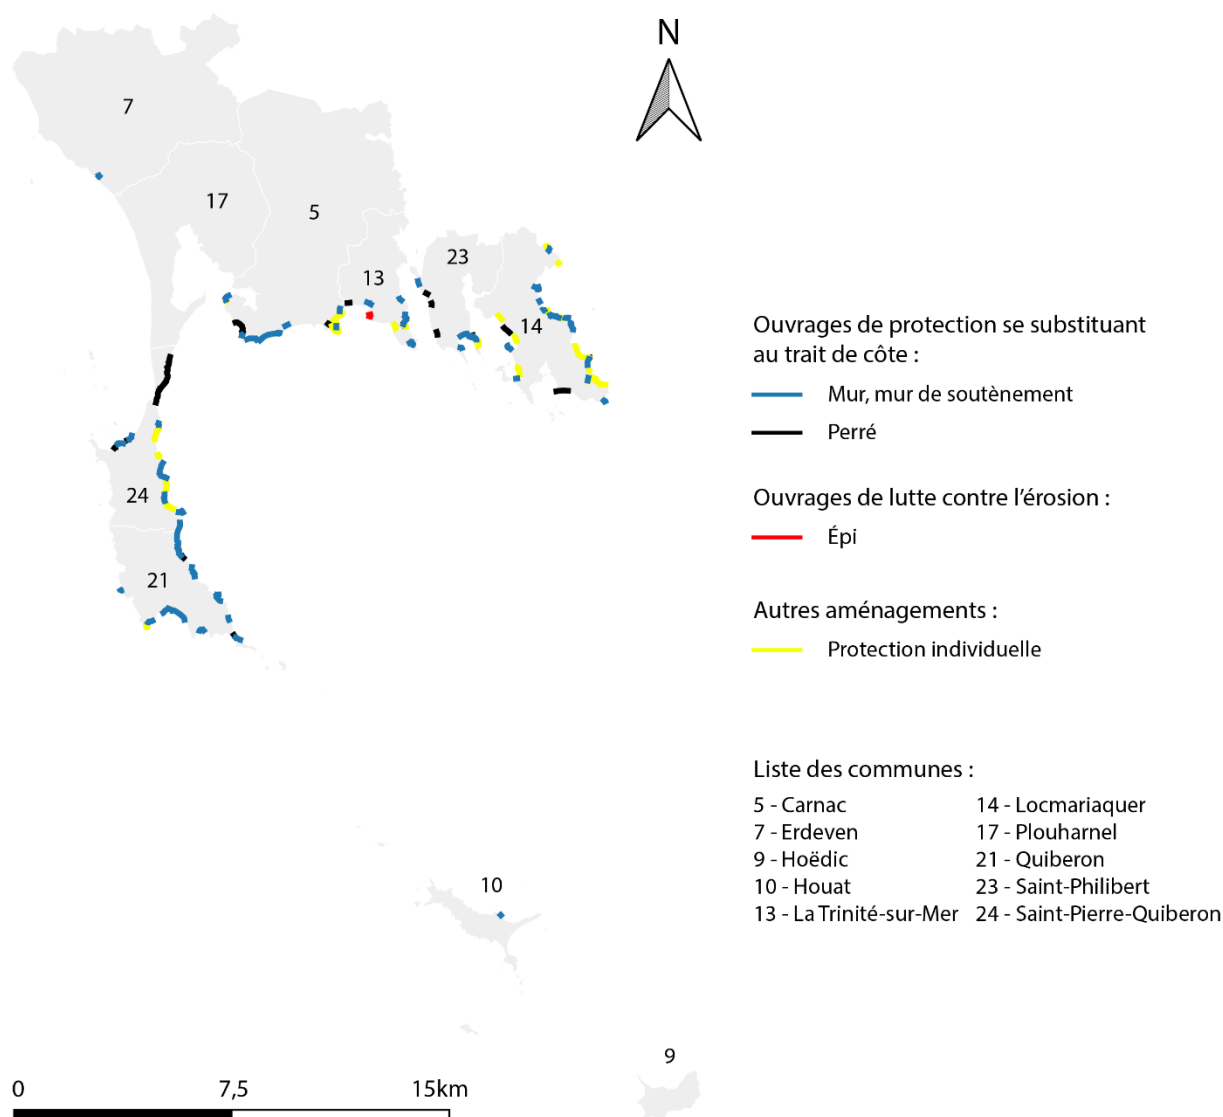 N
7
17
5
23
13
14
24
21
10
9
Ouvrages de protection se substituant
au trait de côte :
Mur, mur de soutènement
Perré
Ouvrages de lutte contre l'érosion :
Épi
Autres aménagements :
Protection individuelle
Liste des communes :
5 - Carnac
7 - Erdeven
9 - Hoëdic
10 - Houat
13 - La Trinité-sur-Mer
14 - Locmariaquer
17 - Plouharnel
21 - Quiberon
23 - Saint-Philibert
24 - Saint-Pierre-Quiberon
0 7,5 15km